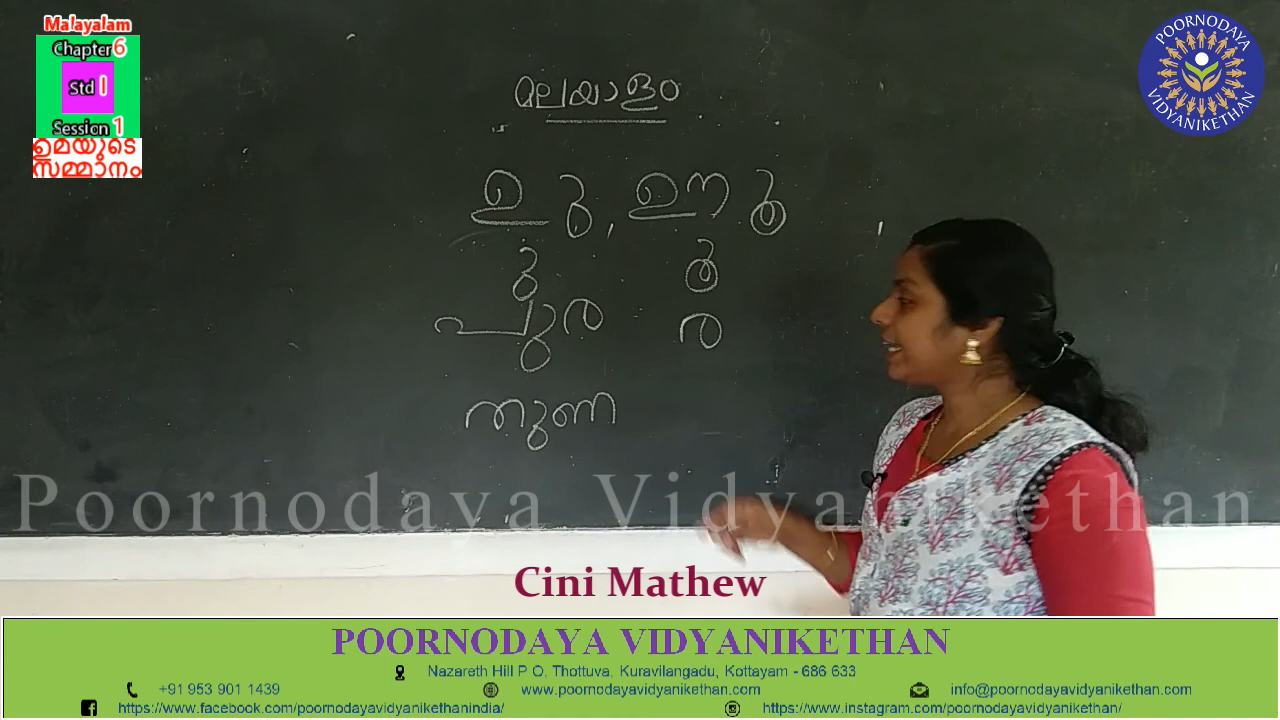 Malayalam
Chapter 6
Std I
Session 1
ഉമയുടെ
സമ്മാനം
POORNODAYA
VIDYANIKETHAN
മലയാളം
ഉ ു, ഊ ൂ
ു ൂ
പുര ര
തുണ
Poornodaya Vidyanikethan
Cini Mathew
POORNODAYA VIDYANIKETHAN
Nazareth Hill P O, Thottuva, Kuravilangadu, Kottayam - 686 633
+91 953 901 1439 www.poornodayavidyanikethan.com info@poornodayavidyanikethan.com
https://www.facebook.com/poornodayavidyanikethanindia/ https://www.instagram.com/poornodayavidyanikethan/